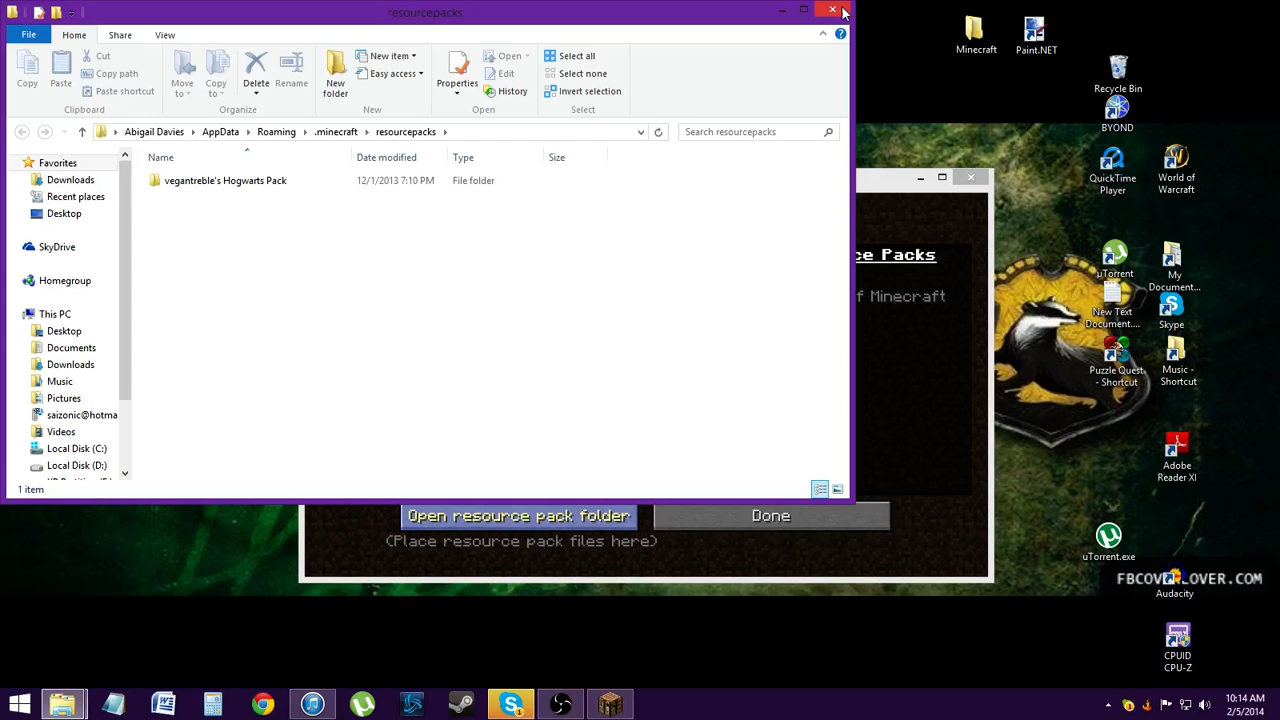 resourcepacks
File
Home
Share
View
Copy
Paste
Cut
Copy path
Paste shortcut
Clipboard
Move to
Copy to
Delete
Rename
Organize
New folder
New item
Easy access
New
Properties
Open
Edit
History
Open
Select all
Select none
Invert selection
Select
Abigail Davies
AppData
Roaming
.minecraft
resourcepacks
Search resourcepacks
Name
Date modified
Type
Size
vegantreble's Hogwarts Pack
12/1/2013 7:10 PM
File folder
Favorites
Downloads
Recent places
Desktop
SkyDrive
Homegroup
This PC
Desktop
Documents
Downloads
Music
Pictures
saizonic@hotma
Videos
Local Disk (C:)
Local Disk (D:)
1 item
ce Packs
of Minecraft
Open resource pack folder
Done
(Place resource pack files here)
Minecraft
Paint.NET
Recycle Bin
BYOND
QuickTime
Player
World of
Warcraft
µTorrent
My
Document...
New Text
Document....
Skype
Puzzle Quest
- Shortcut
Music -
Shortcut
Adobe
Reader XI
uTorrent.exe
FBCOVERLOVER.COM
Audacity
CPUID
CPU-Z
10:14 AM
2/5/2014